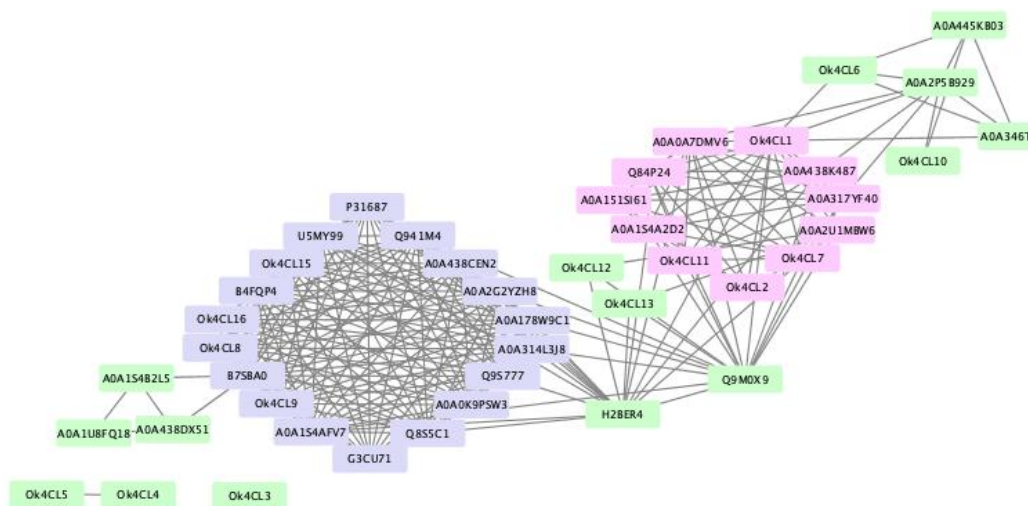 A0A445KB03
Ok4CL6
A0A2P5B929
A0A346T
Ok4CL10
A0A0A7DMV6
Ok4CL1
Q84P24
A0A438K487
A0A151SI61
A0A317YF40
A0A1S4A2D2
A0A2U1MBW6
Ok4CL11
Ok4CL7
Ok4CL2
Ok4CL12
Ok4CL13
Q9M0X9
H2BER4
P31687
U5MY99
Q941M4
Ok4CL15
A0A438CEN2
B4FQP4
A0A2G2YZH8
Ok4CL16
A0A178W9C1
Ok4CL8
A0A314L3J8
B7SBA0
Q9S777
Ok4CL9
A0A0K9PSW3
A0A1S4AFV7
Q8S5C1
G3CU71
A0A1S4B2L5
A0A1U8FQ18
A0A438DX51
Ok4CL5
Ok4CL4
Ok4CL3